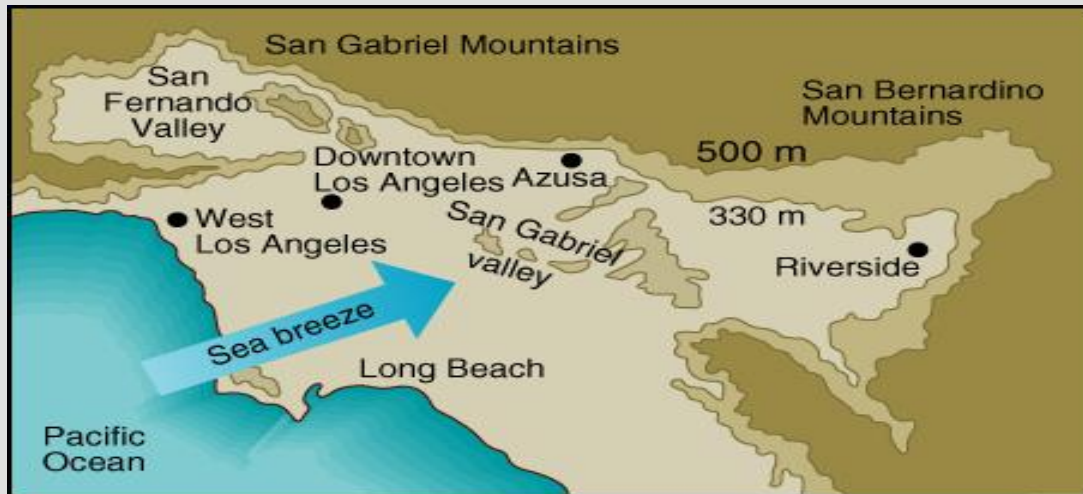 San Gabriel Mountains
San
Fernando
Valley
San Bernardino
Mountains
500 m
Downtown
Los Angeles
Azusa
330 m
West
Los Angeles
San Gabriel
valley
Riverside
Sea breeze
Long Beach
Pacific
Ocean